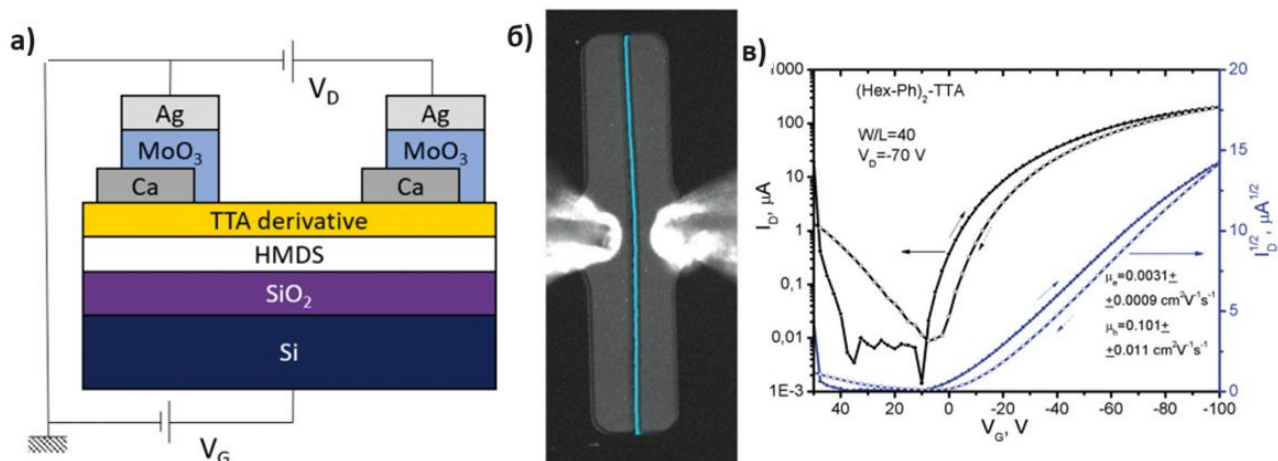 а)
V_D
Ag
Ag
MoO₃
MoO₃
Ca
Ca
TTA derivative
HMDS
SiO₂
Si
V_G
б)
в)
I_D, μA
1000
100
10
1
0,1
0,01
1E-3
(Hex-Ph)₂-TTA
W/L=40
V_D=-70 V
μ_e=0.0031±
±0.0009 cm²V⁻¹s⁻¹
μ_h=0.101±
±0.011 cm²V⁻¹s⁻¹
20
15
10
5
0
I_D^1/2, μA^1/2
40 20 0 -20 -40 -60 -80 -100
V_G, V